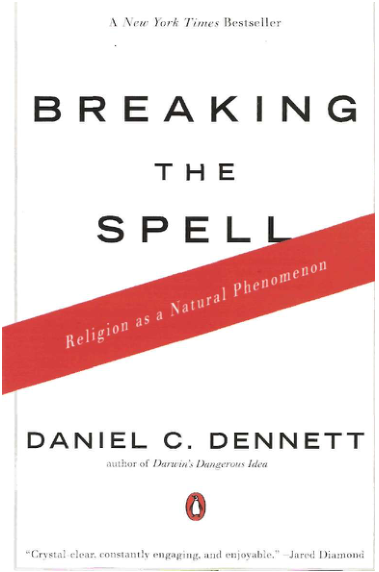 A New York Times Bestseller
BREAKING
THE
SPELL
Religion as a Natural Phenomenon
DANIEL C. DENNETT
author of Darwin's Dangerous Idea
"Crystal-clear, constantly engaging, and enjoyable." –Jared Diamond